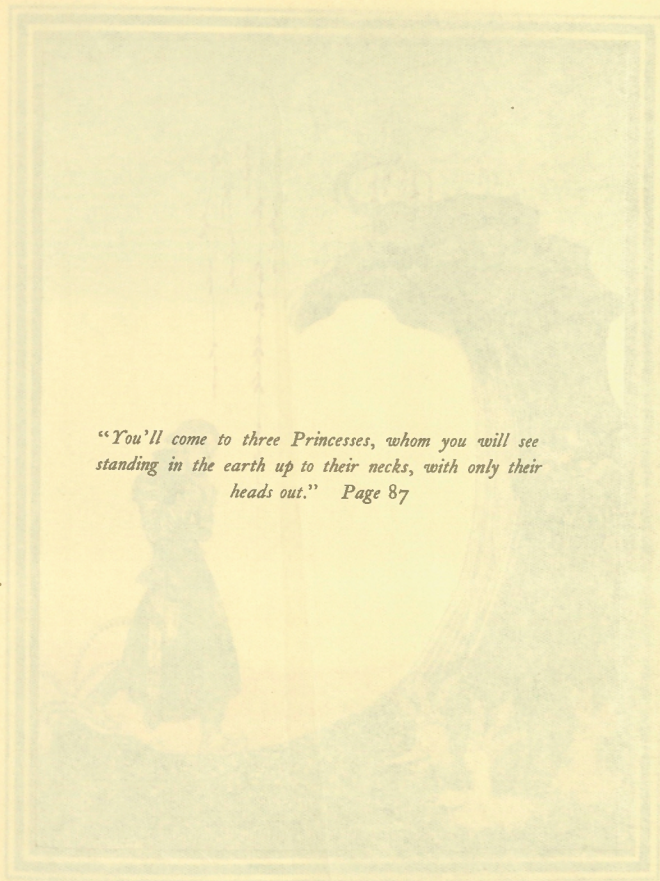 “You’ll come to three Princesses, whom you will see
standing in the earth up to their necks, with only their
heads out.” Page 87